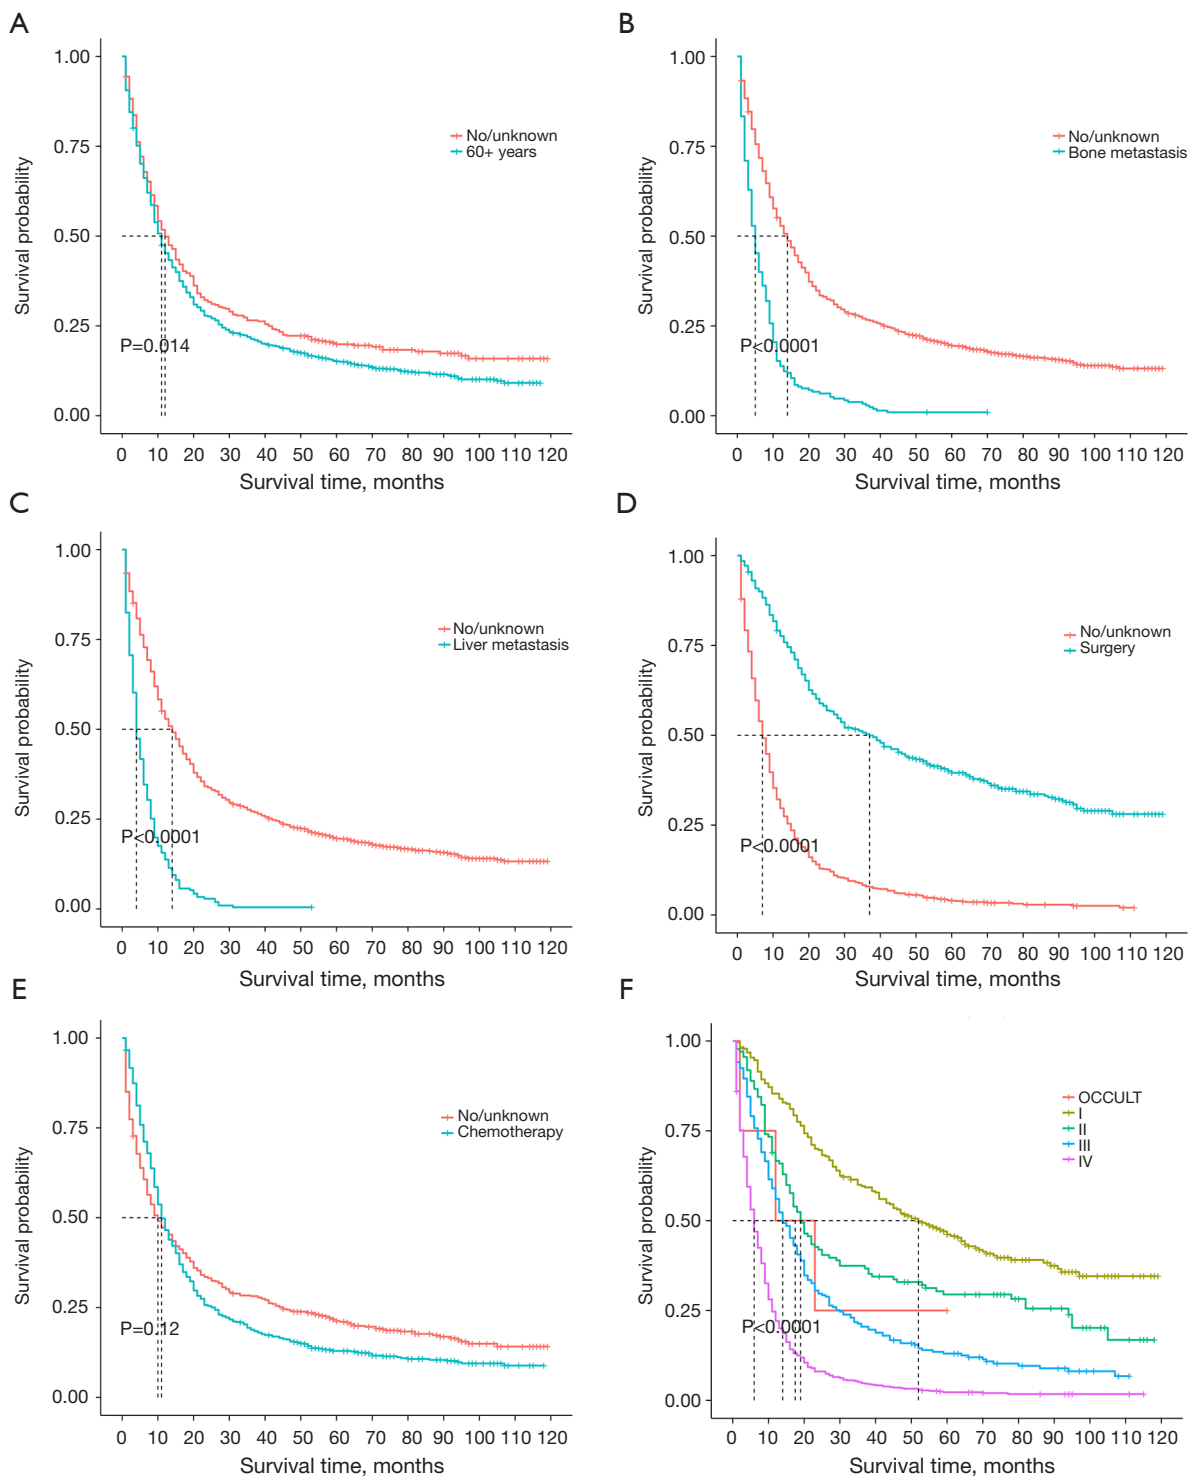 A
Survival probability
1.00
0.75
0.50
0.25
0.00
No/unknown
60+ years
P=0.014
0 10 20 30 40 50 60 70 80 90 100 110 120
Survival time, months
B
Survival probability
1.00
0.75
0.50
0.25
0.00
No/unknown
Bone metastasis
P<0.0001
0 10 20 30 40 50 60 70 80 90 100 110 120
Survival time, months
C
Survival probability
1.00
0.75
0.50
0.25
0.00
No/unknown
Liver metastasis
P<0.0001
0 10 20 30 40 50 60 70 80 90 100 110 120
Survival time, months
D
Survival probability
1.00
0.75
0.50
0.25
0.00
No/unknown
Surgery
P<0.0001
0 10 20 30 40 50 60 70 80 90 100 110 120
Survival time, months
E
Survival probability
1.00
0.75
0.50
0.25
0.00
No/unknown
Chemotherapy
P=0.12
0 10 20 30 40 50 60 70 80 90 100 110 120
Survival time, months
F
Survival probability
1.00
0.75
0.50
0.25
0.00
OCCULT
I
II
III
IV
P<0.0001
0 10 20 30 40 50 60 70 80 90 100 110 120
Survival time, months